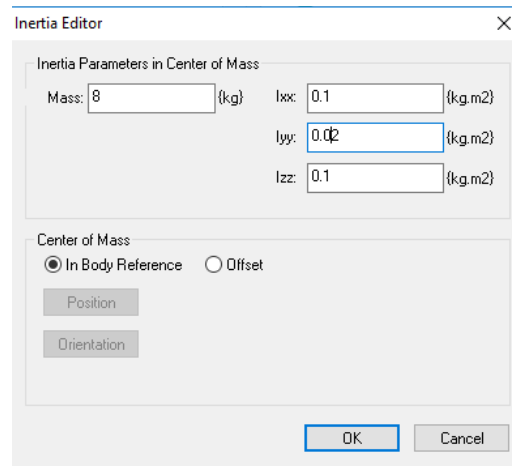 Inertia Editor
Inertia Parameters in Center of Mass
Mass: 8 {kg} Ixx: 0.1 {kg.m2}
Iyy: 0.02 {kg.m2}
Izz: 0.1 {kg.m2}
Center of Mass
In Body Reference Offset
Position
Orientation
OK Cancel